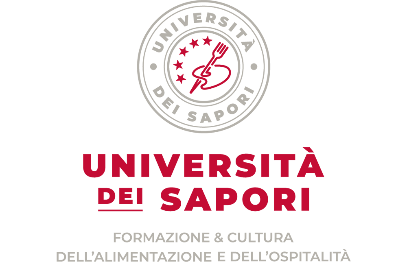 UNIVERSITÀ
DEI SAPORI
UNIVERSITÀ
DEI SAPORI
FORMAZIONE & CULTURA
DELL'ALIMENTAZIONE E DELL'OSPITALITÀ